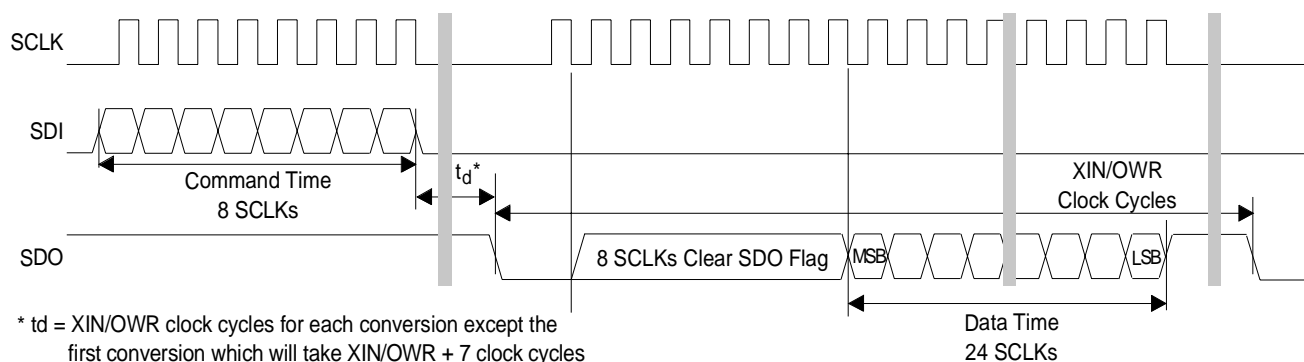 SCLK
SDI
Command Time
8 SCLKs
td*
XIN/OWR
Clock Cycles
SDO
8 SCLKs Clear SDO Flag
MSB
LSB
* td = XIN/OWR clock cycles for each conversion except the
first conversion which will take XIN/OWR + 7 clock cycles
Data Time
24 SCLKs